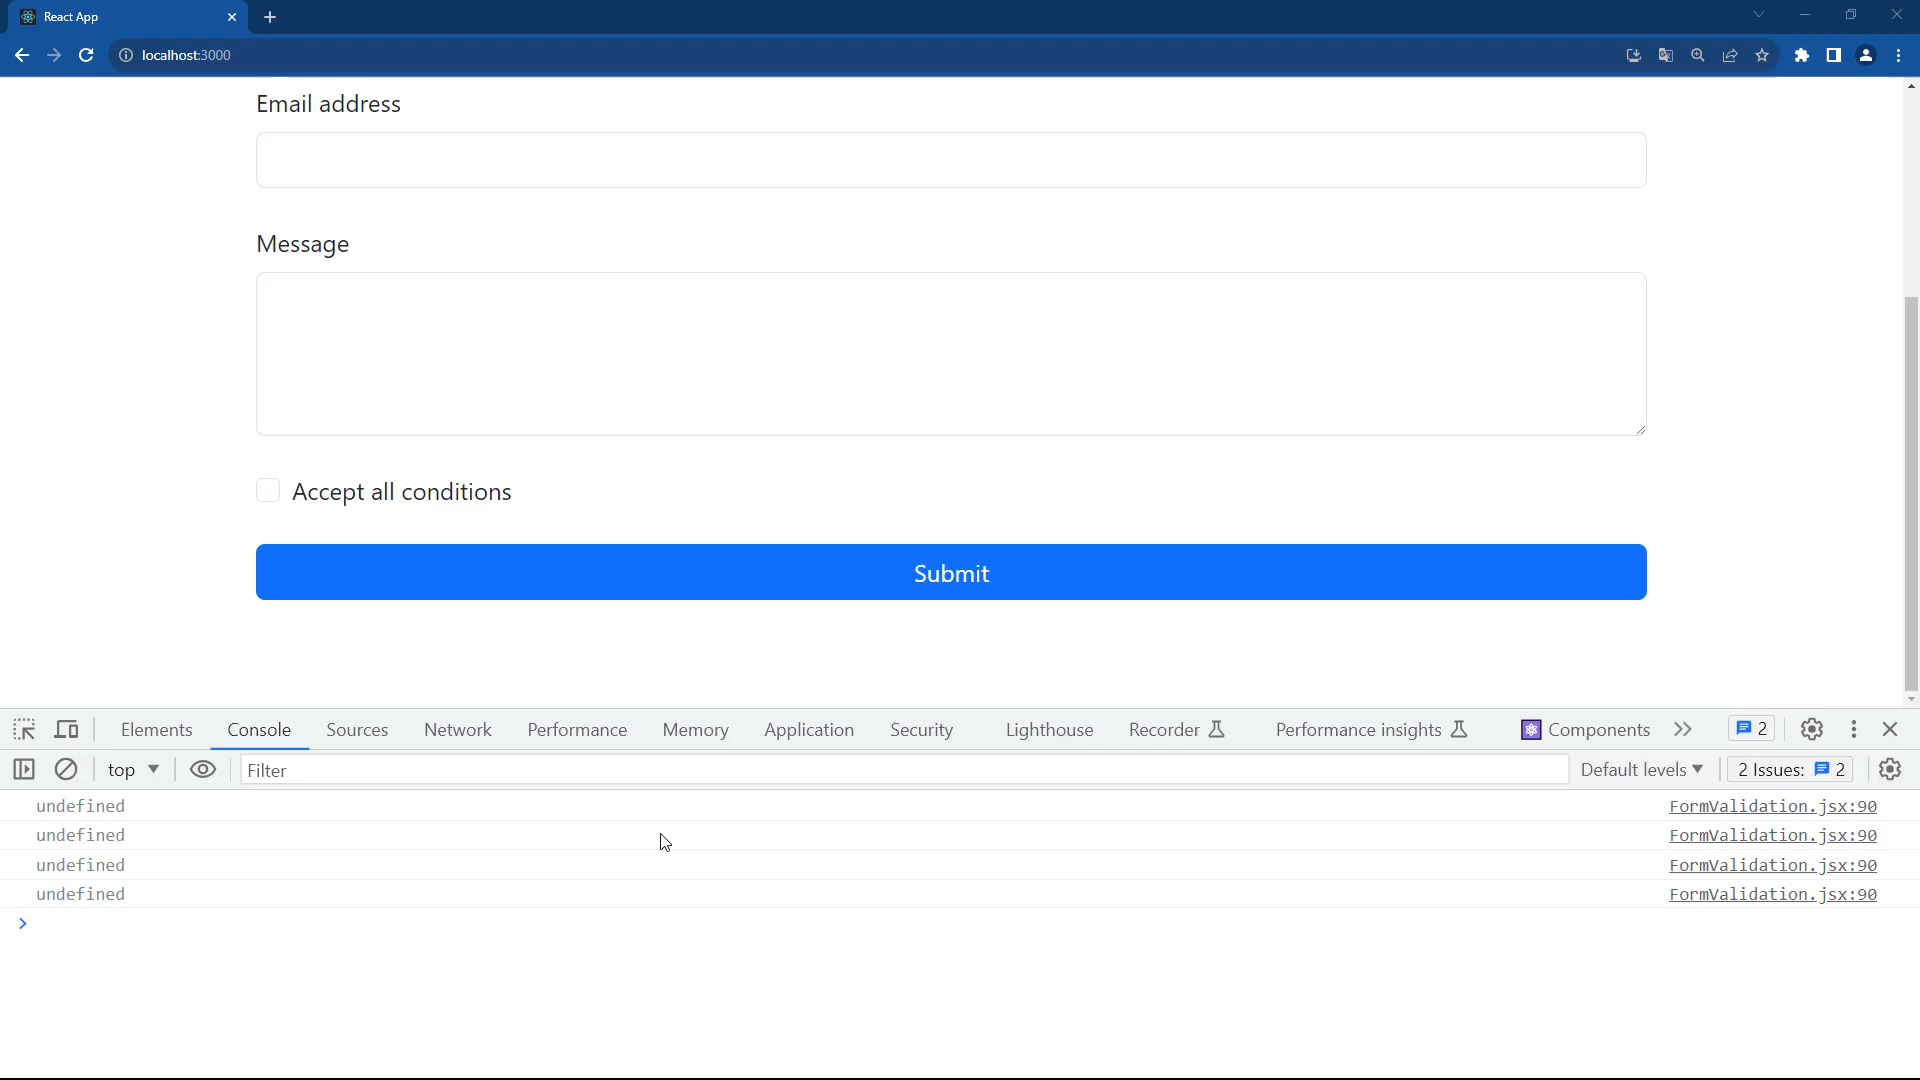 React App
localhost:3000
Email address
Message
Accept all conditions
Submit
Elements Console Sources Network Performance Memory Application Security Lighthouse Recorder Performance insights Components 2
top Filter Default levels 2 Issues: 2
undefined FormValidation.jsx:90
undefined FormValidation.jsx:90
undefined FormValidation.jsx:90
undefined FormValidation.jsx:90